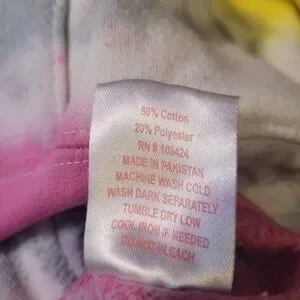 80% Cotton
20% Polyester
RN # 109424
MADE IN PAKISTAN
MACHINE WASH COLD
WASH DARK SEPARATELY
TUMBLE DRY LOW
COOL IRON IF NEEDED
DO NOT BLEACH